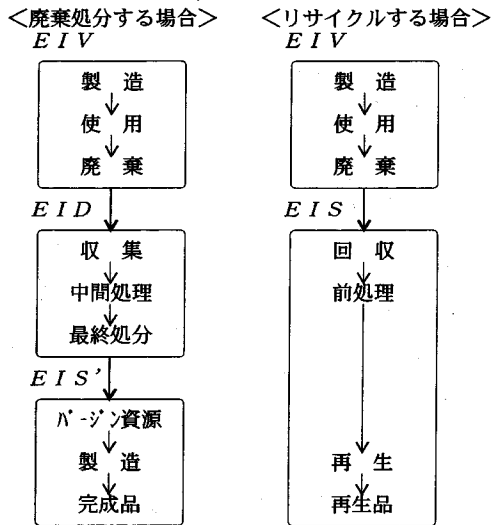 <廃棄処分する場合>
EIV
製造
使用
廃棄
EID
収集
中間処理
最終処分
EIS'
バージン資源
製造
完成品
<リサイクルする場合>
EIV
製造
使用
廃棄
EIS
回収
前処理
再生
再生品